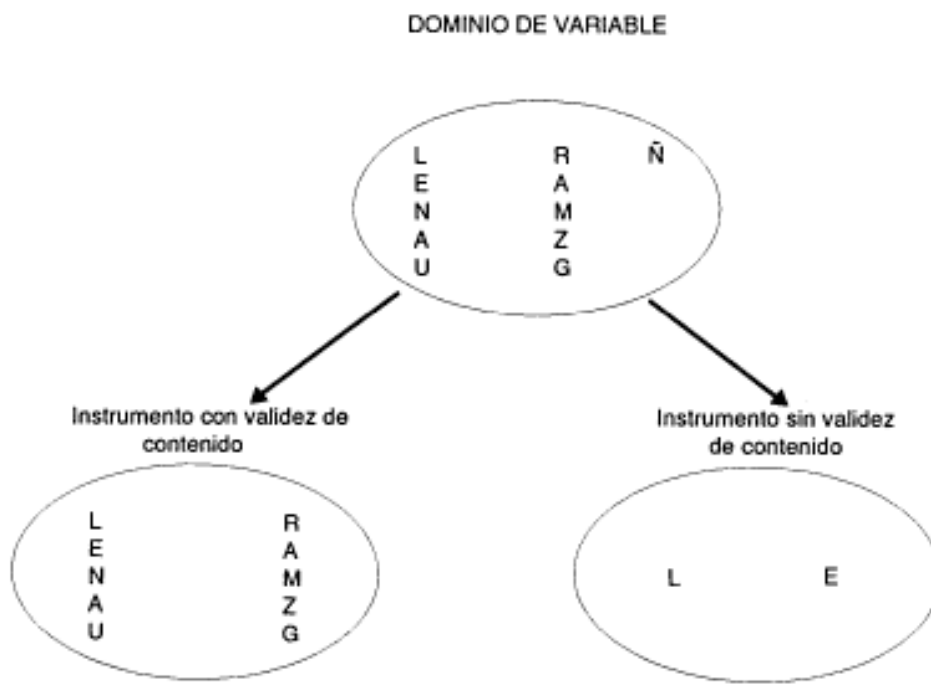 DOMINIO DE VARIABLE
L R Ñ
E A
N M
A Z
U G
Instrumento con validez de
contenido
L R
E A
N M
A Z
U G
Instrumento sin validez
de contenido
L E